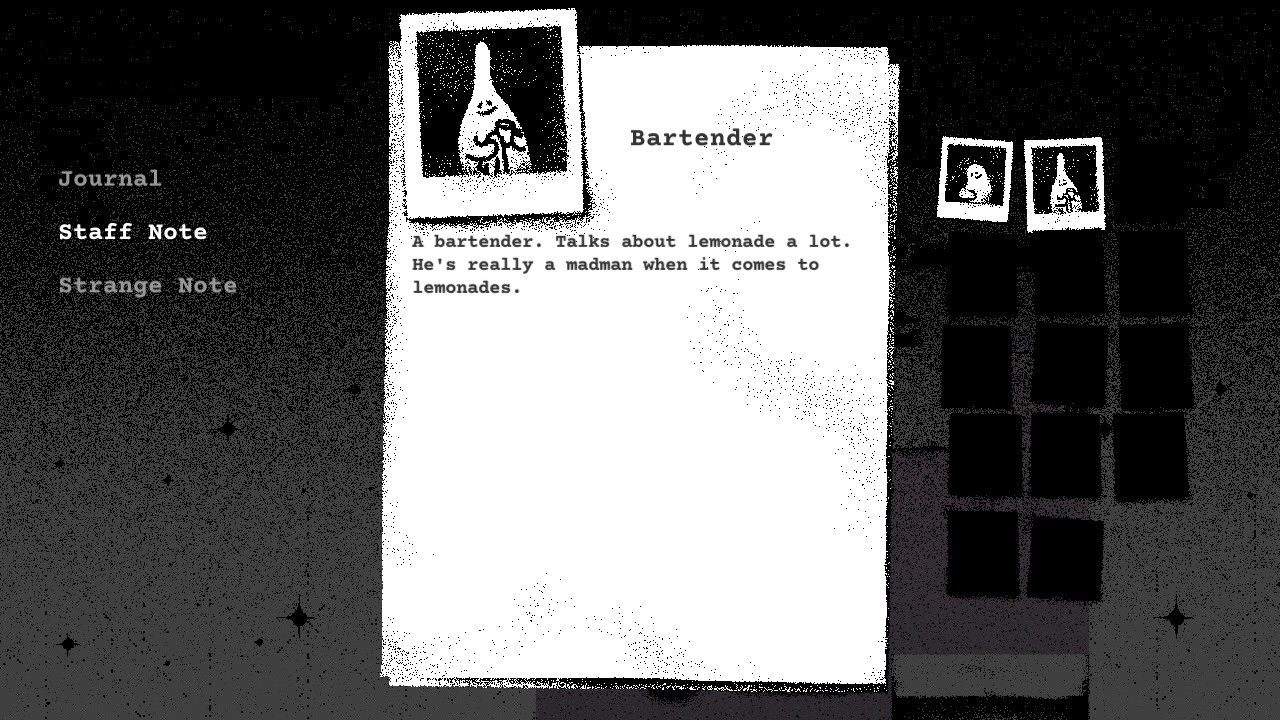 Journal
Staff Note
Strange Note
Bartender
A bartender. Talks about lemonade a lot.
He's really a madman when it comes to
lemonades.